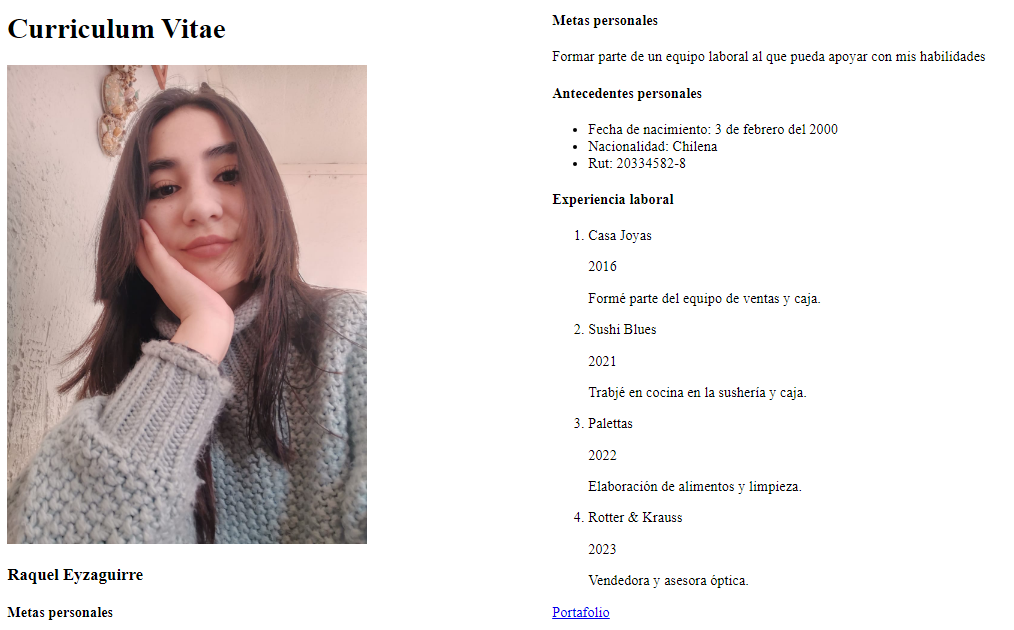 Curriculum Vitae
Raquel Eyzaguirre
Metas personales
Metas personales
Formar parte de un equipo laboral al que pueda apoyar con mis habilidades
Antecedentes personales
• Fecha de nacimiento: 3 de febrero del 2000
• Nacionalidad: Chilena
• Rut: 20334582-8
Experiencia laboral
1. Casa Joyas
2016
Formé parte del equipo de ventas y caja.
2. Sushi Blues
2021
Trabjé en cocina en la sushería y caja.
3. Palettas
2022
Elaboración de alimentos y limpieza.
4. Rotter & Krauss
2023
Vendedora y asesora óptica.
Portafolio